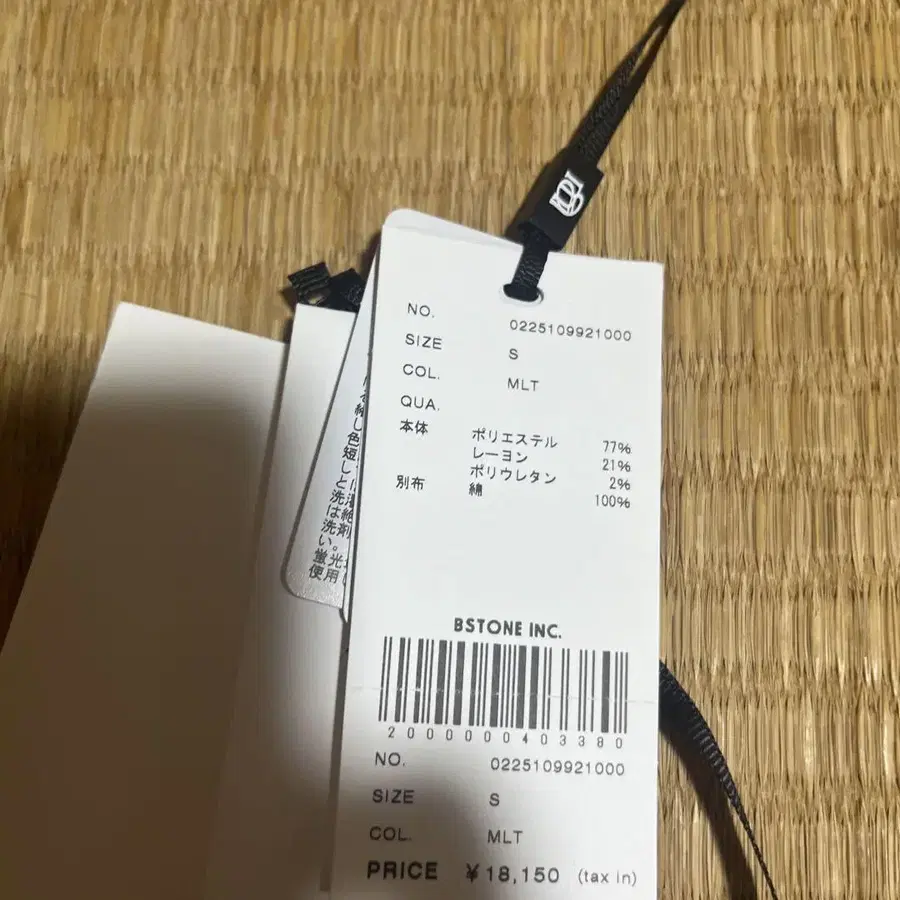 NO. 0225109921000
SIZE S
COL. MLT
QUA.
本体 ポリエステル 77%
レーヨン 21%
ポリウレタン 2%
別布 綿 100%
BSTONE INC.
2000000403380
NO. 0225109921000
SIZE S
COL. MLT
PRICE ¥18,150 (tax in)